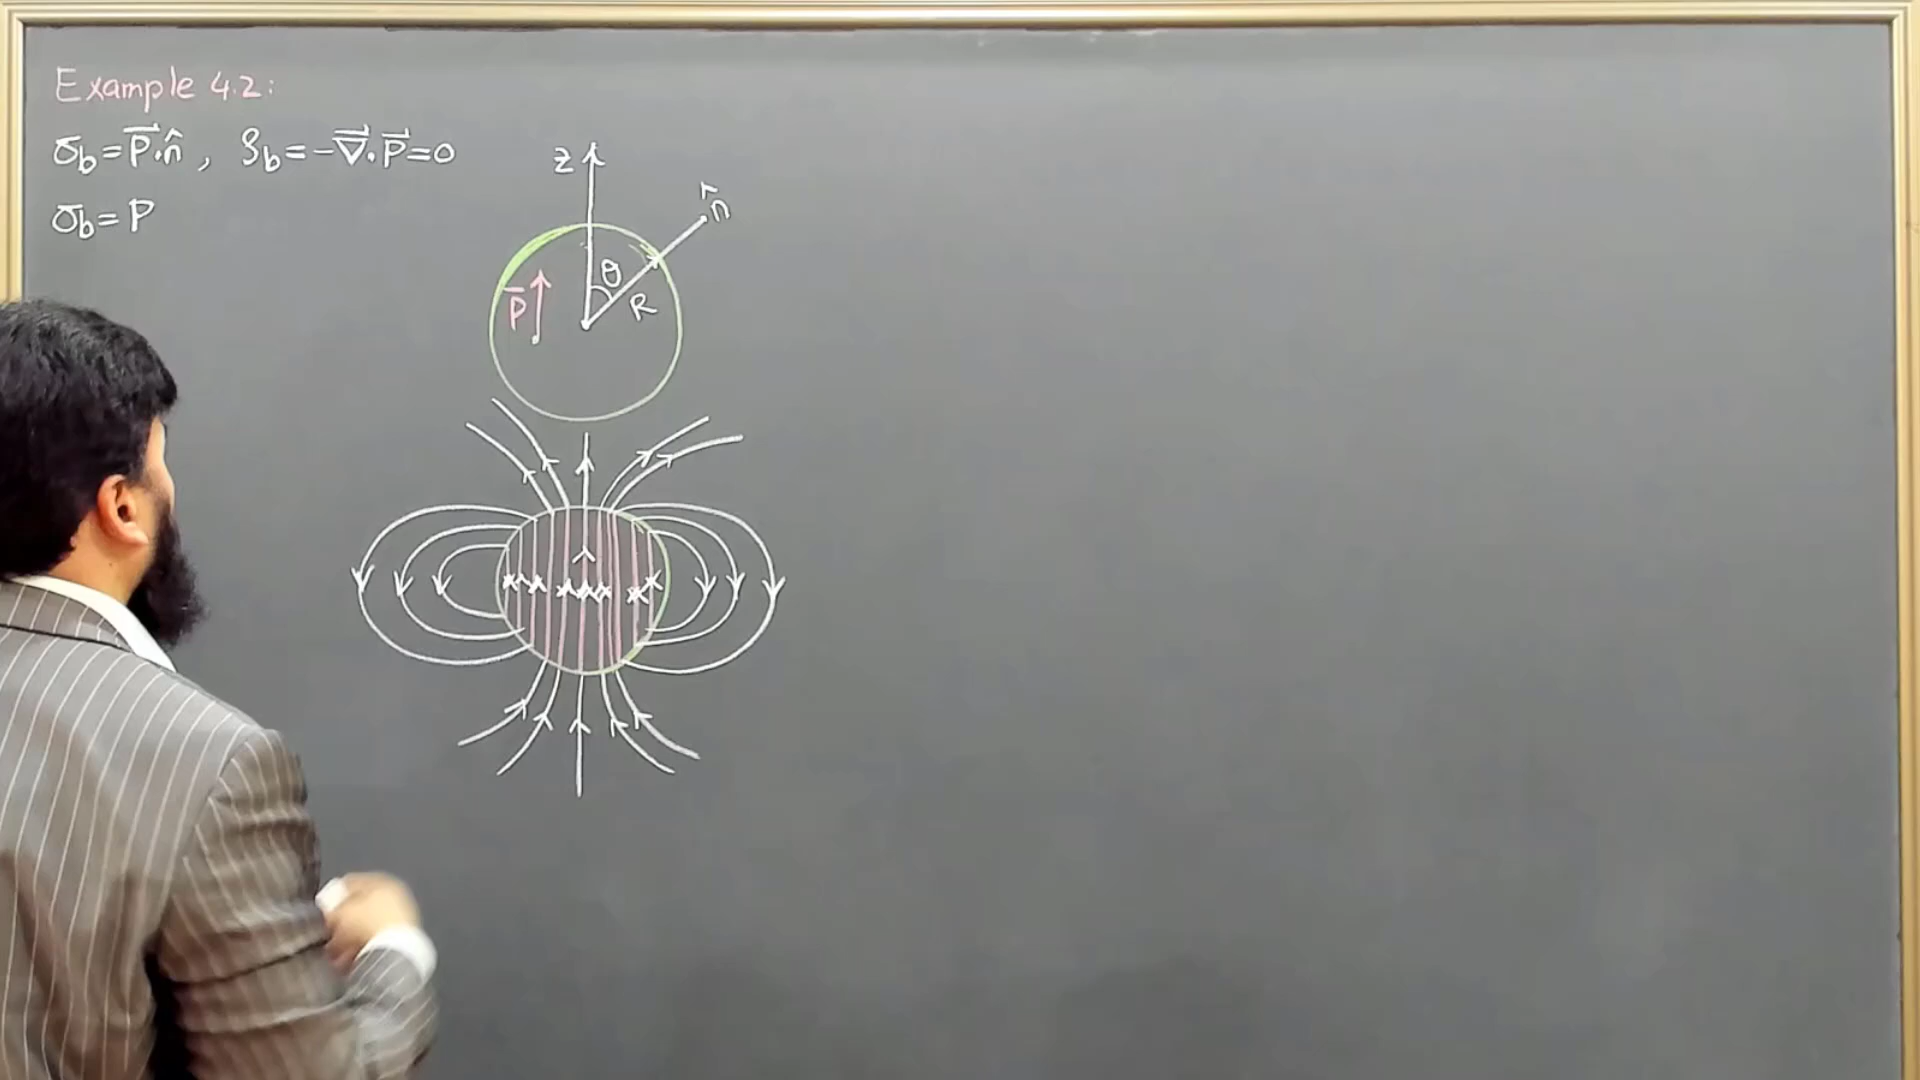 Example 4.2:
σb = P⃗·n̂ , ρb = -∇⃗·P⃗ = 0
σb = P
z
n̂
θ
P⃗
R